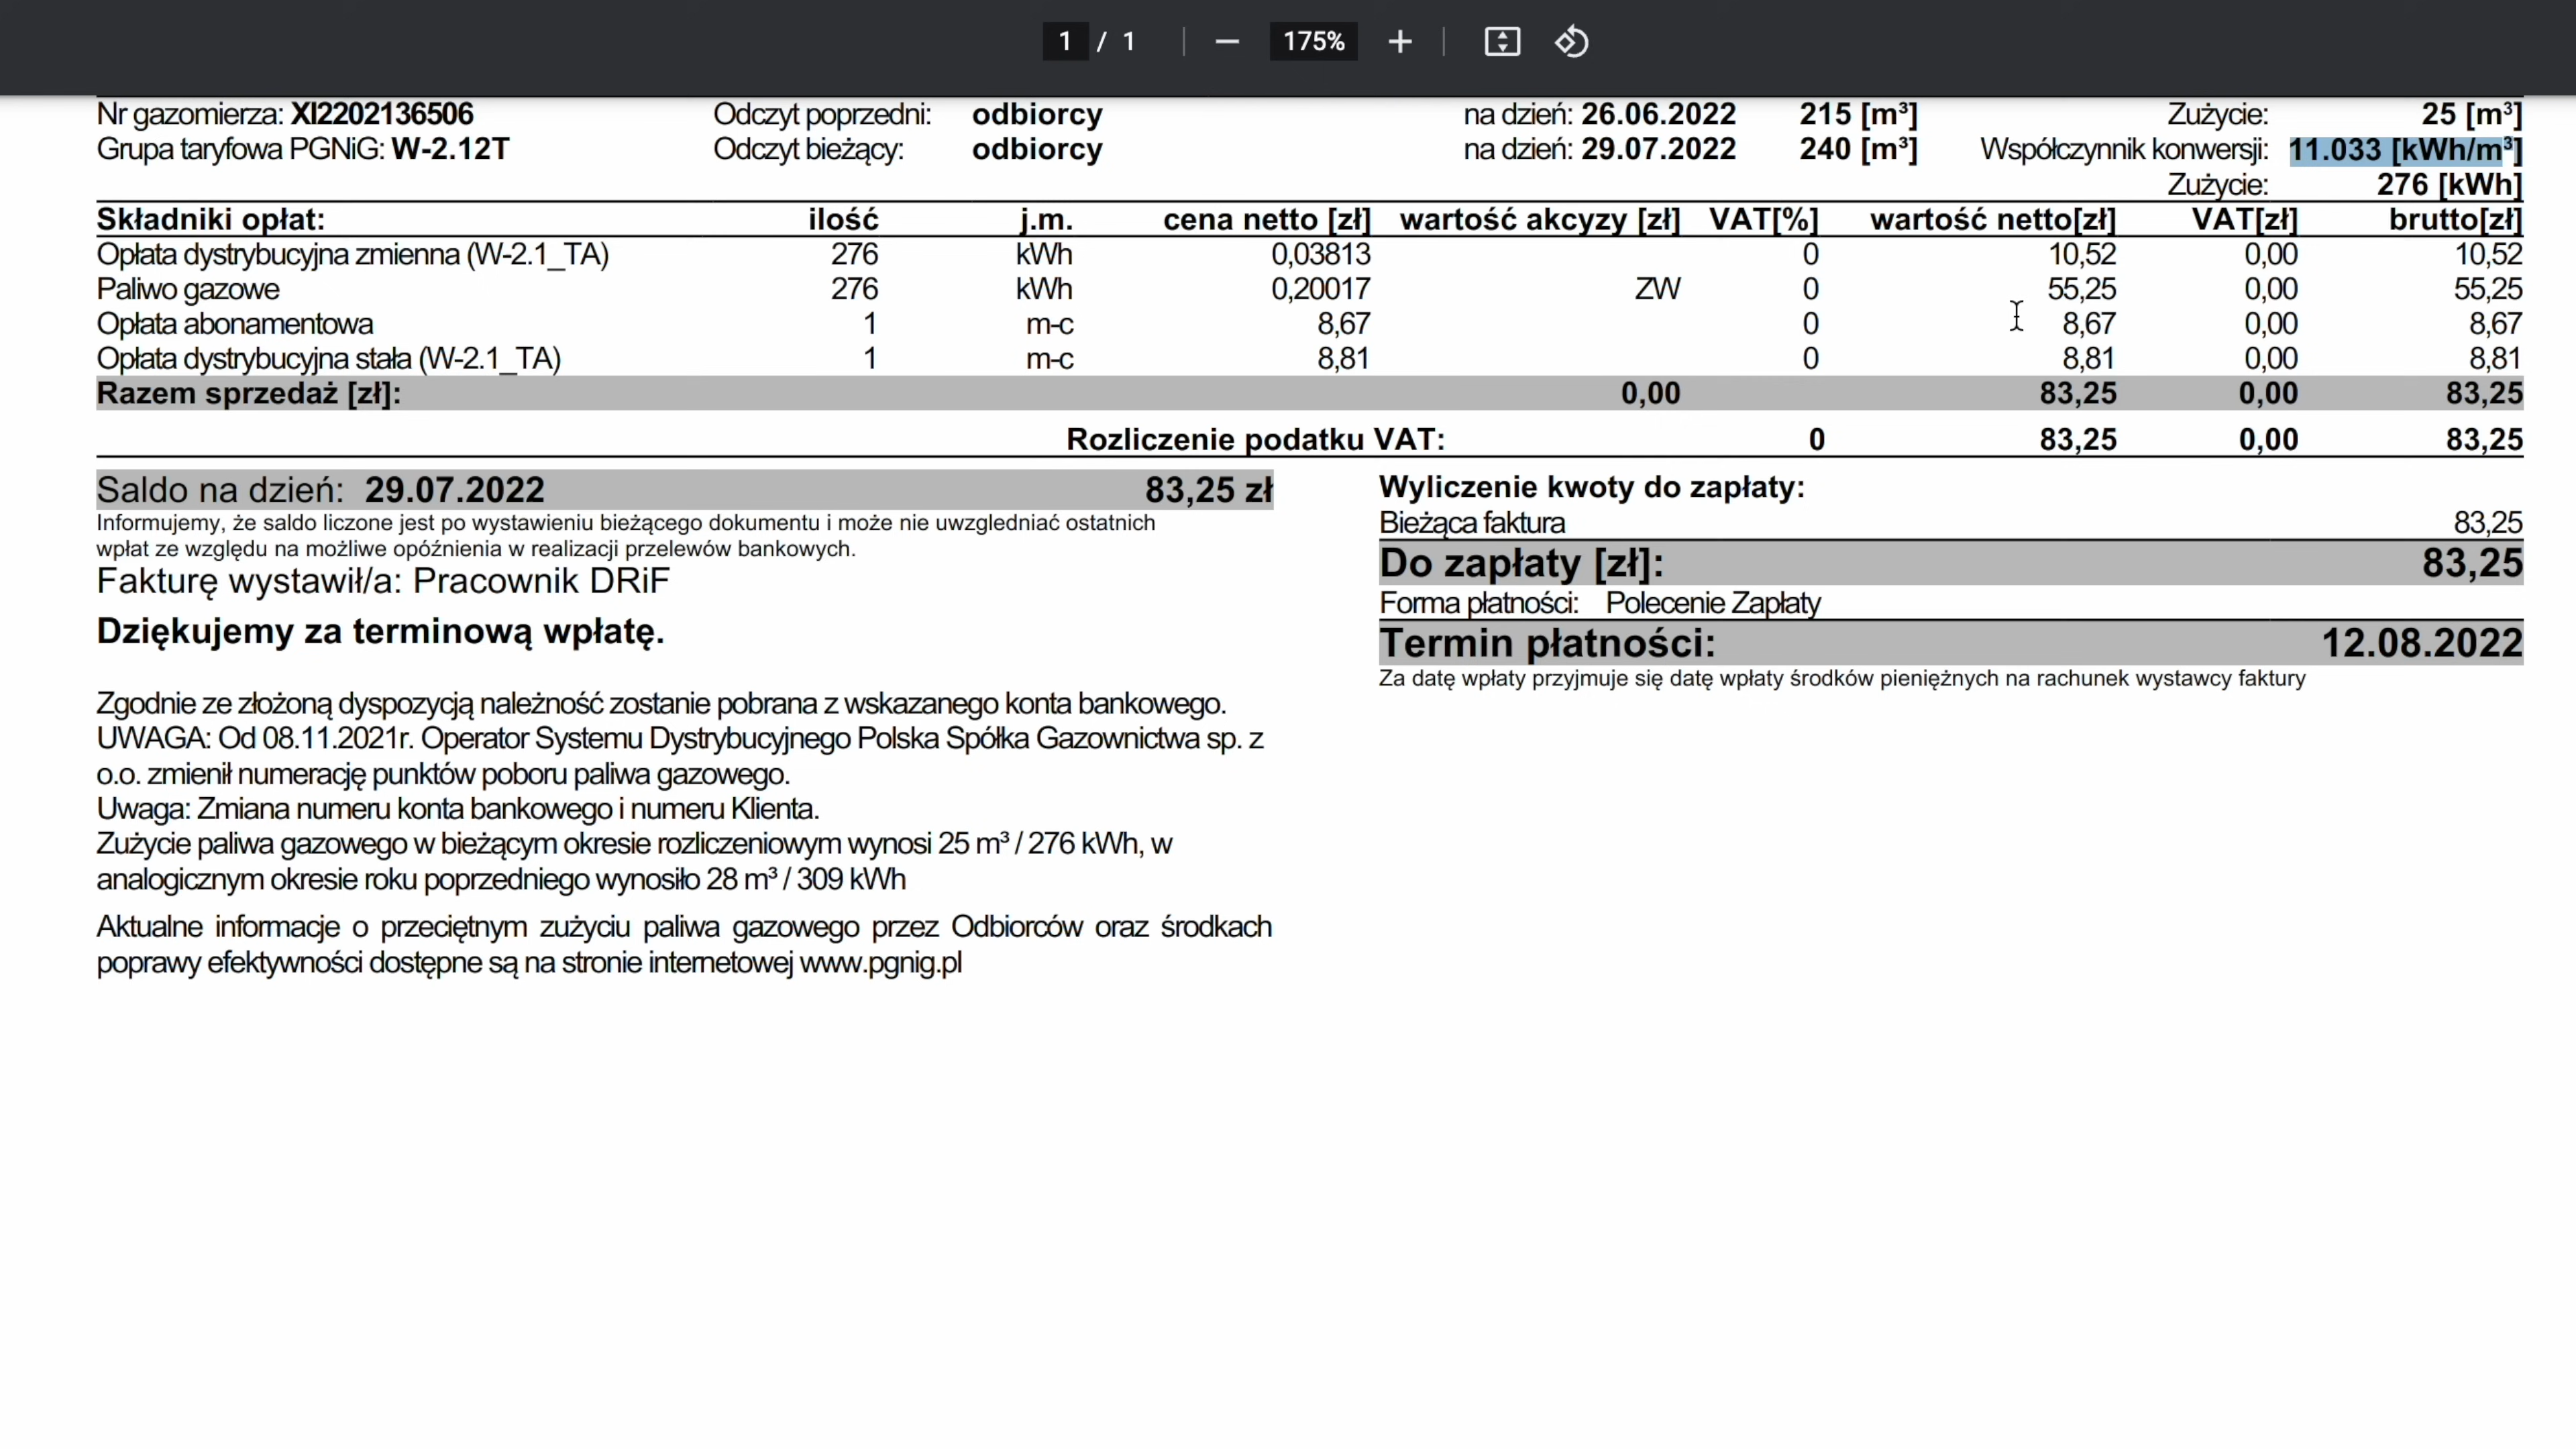 1 / 1 175%
Nr gazomierza: XI2202136506 Odczyt poprzedni: odbiorcy na dzień: 26.06.2022 215 [m³] Zużycie: 25 [m³]
Grupa taryfowa PGNiG: W-2.12T Odczyt bieżący: odbiorcy na dzień: 29.07.2022 240 [m³] Współczynnik konwersji: 11.033 [kWh/m³]
Zużycie: 276 [kWh]
Składniki opłat: ilość j.m. cena netto [zł] wartość akcyzy [zł] VAT[%] wartość netto[zł] VAT[zł] brutto[zł]
Opłata dystrybucyjna zmienna (W-2.1_TA) 276 kWh 0,03813 0 10,52 0,00 10,52
Paliwo gazowe 276 kWh 0,20017 ZW 0 55,25 0,00 55,25
Opłata abonamentowa 1 m-c 8,67 0 8,67 0,00 8,67
Opłata dystrybucyjna stała (W-2.1_TA) 1 m-c 8,81 0 8,81 0,00 8,81
Razem sprzedaż [zł]: 0,00 83,25 0,00 83,25
Rozliczenie podatku VAT: 0 83,25 0,00 83,25
Saldo na dzień: 29.07.2022 83,25 zł
Informujemy, że saldo liczone jest po wystawieniu bieżącego dokumentu i może nie uwzgledniać ostatnich
wpłat ze względu na możliwe opóźnienia w realizacji przelewów bankowych.
Fakturę wystawił/a: Pracownik DRiF
Dziękujemy za terminową wpłatę.
Zgodnie ze złożoną dyspozycją należność zostanie pobrana z wskazanego konta bankowego.
UWAGA: Od 08.11.2021r. Operator Systemu Dystrybucyjnego Polska Spółka Gazownictwa sp. z
o.o. zmienił numerację punktów poboru paliwa gazowego.
Uwaga: Zmiana numeru konta bankowego i numeru Klienta.
Zużycie paliwa gazowego w bieżącym okresie rozliczeniowym wynosi 25 m³ / 276 kWh, w
analogicznym okresie roku poprzedniego wynosiło 28 m³ / 309 kWh
Aktualne informacje o przeciętnym zużyciu paliwa gazowego przez Odbiorców oraz środkach
poprawy efektywności dostępne są na stronie internetowej www.pgnig.pl
Wyliczenie kwoty do zapłaty:
Bieżąca faktura 83,25
Do zapłaty [zł]: 83,25
Forma płatności: Polecenie Zapłaty
Termin płatności: 12.08.2022
Za datę wpłaty przyjmuje się datę wpłaty środków pieniężnych na rachunek wystawcy faktury